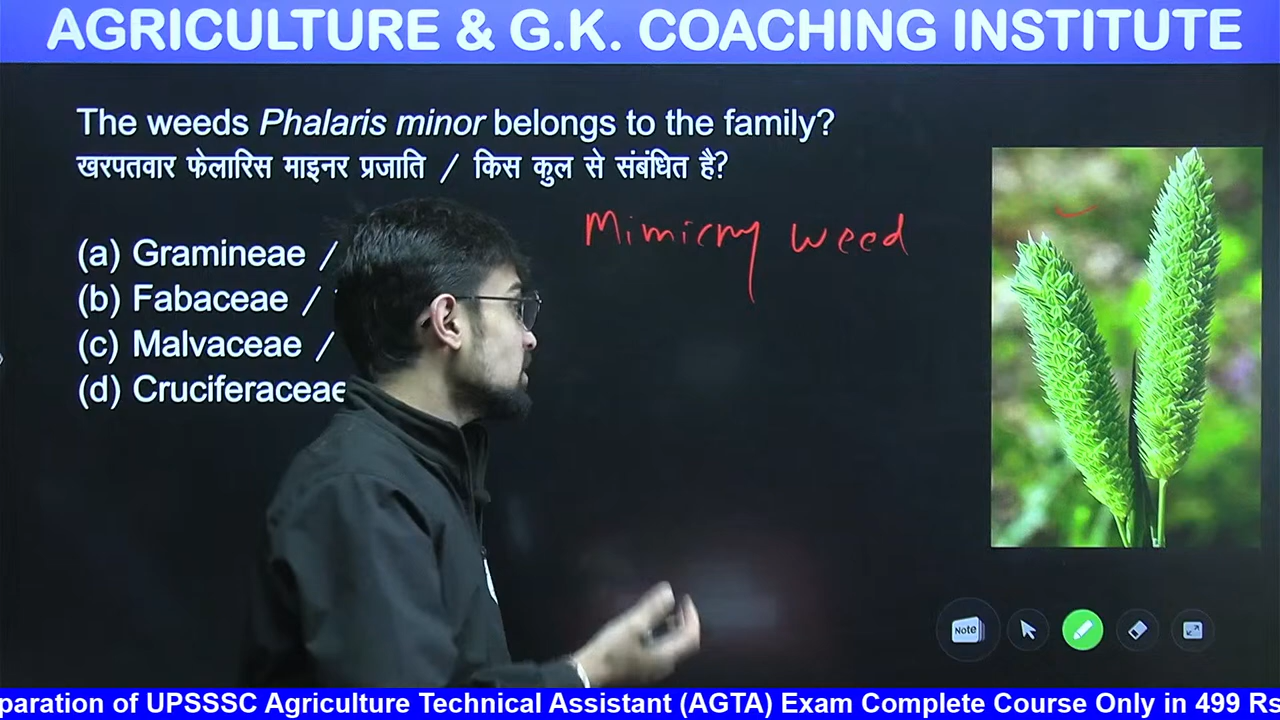 AGRICULTURE & G.K. COACHING INSTITUTE
The weeds Phalaris minor belongs to the family?
खरपतवार फेलारिस माइनर प्रजाति / किस कुल से संबंधित है?
Mimicry weed
(a) Gramineae /
(b) Fabaceae /
(c) Malvaceae /
(d) Cruciferaceae
Note
paration of UPSSSC Agriculture Technical Assistant (AGTA) Exam Complete Course Only in 499 Rs